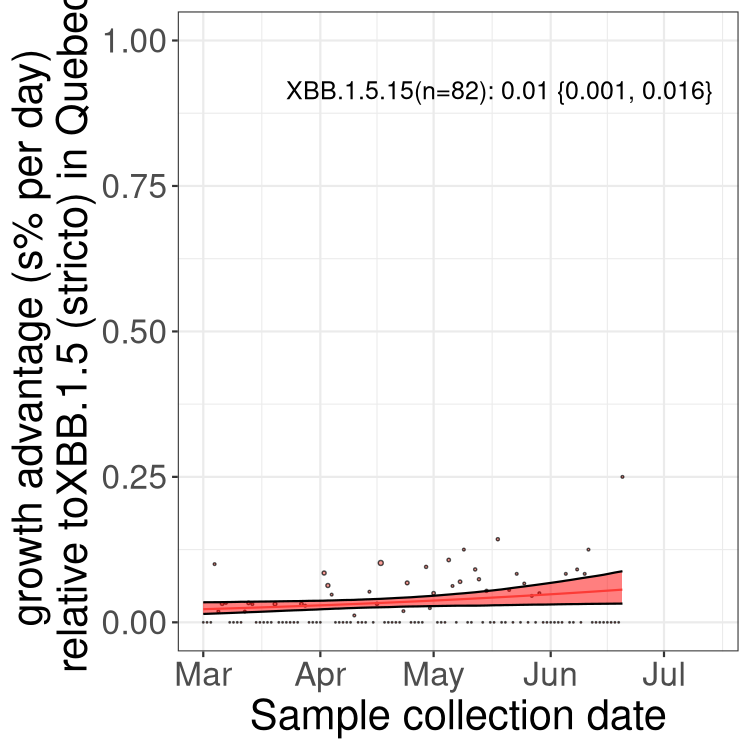 growth advantage (s% per day)
relative toXBB.1.5 (stricto) in Quebec
1.00
0.75
0.50
0.25
0.00
XBB.1.5.15(n=82): 0.01 {0.001, 0.016}
Mar Apr May Jun Jul
Sample collection date